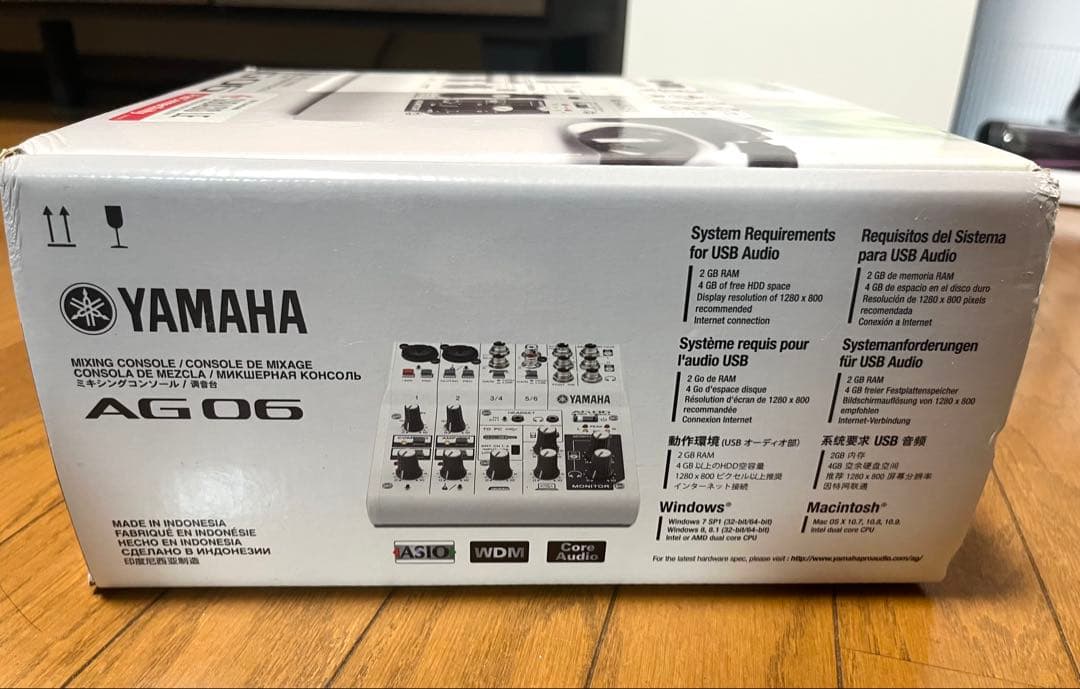 YAMAHA
MIXING CONSOLE / CONSOLE DE MIXAGE
CONSOLA DE MEZCLA / МИКШЕРНАЯ КОНСОЛЬ
ミキシングコンソール / 调音台
AG06
MADE IN INDONESIA
FABRIQUÉ EN INDONÉSIE
HECHO EN INDONESIA
СДЕЛАНО В ИНДОНЕЗИИ
印度尼西亚制造
1 2 3/4 5/6
YAMAHA
HEADSET
TO PC
MONITOR
ASIO
WDM
Core
Audio
System Requirements
for USB Audio
2 GB RAM
4 GB of free HDD space
Display resolution of 1280 x 800
recommended
Internet connection
Requisitos del Sistema
para USB Audio
2 GB de memoria RAM
4 GB de espacio en el disco duro
Resolución de 1280 x 800 pixels
recomendada
Conexión a Internet
Système requis pour
l'audio USB
2 Go de RAM
4 Go d'espace disque
Résolution d'écran de 1280 x 800
recommandée
Connexion Internet
Systemanforderungen
für USB Audio
2 GB RAM
4 GB freier Festplattenspeicher
Bildschirmauflösung von 1280 x 800
empfohlen
Internet-Verbindung
動作環境 (USB オーディオ部)
2 GB RAM
4 GB 以上のHDD空容量
1280 x 800 ピクセル以上推奨
インターネット接続
系统要求 USB 音频
2GB 内存
4GB 空余硬盘空间
推荐 1280 x 800 屏幕分辨率
因特网联通
Windows®
Windows 7 SP1 (32-bit/64-bit)
Windows 8, 8.1 (32-bit/64-bit)
Intel or AMD dual core CPU
Macintosh®
Mac OS X 10.7, 10.8, 10.9
Intel dual core CPU
For the latest hardware spec, please visit : http://www.yamahaproaudio.com/ag/